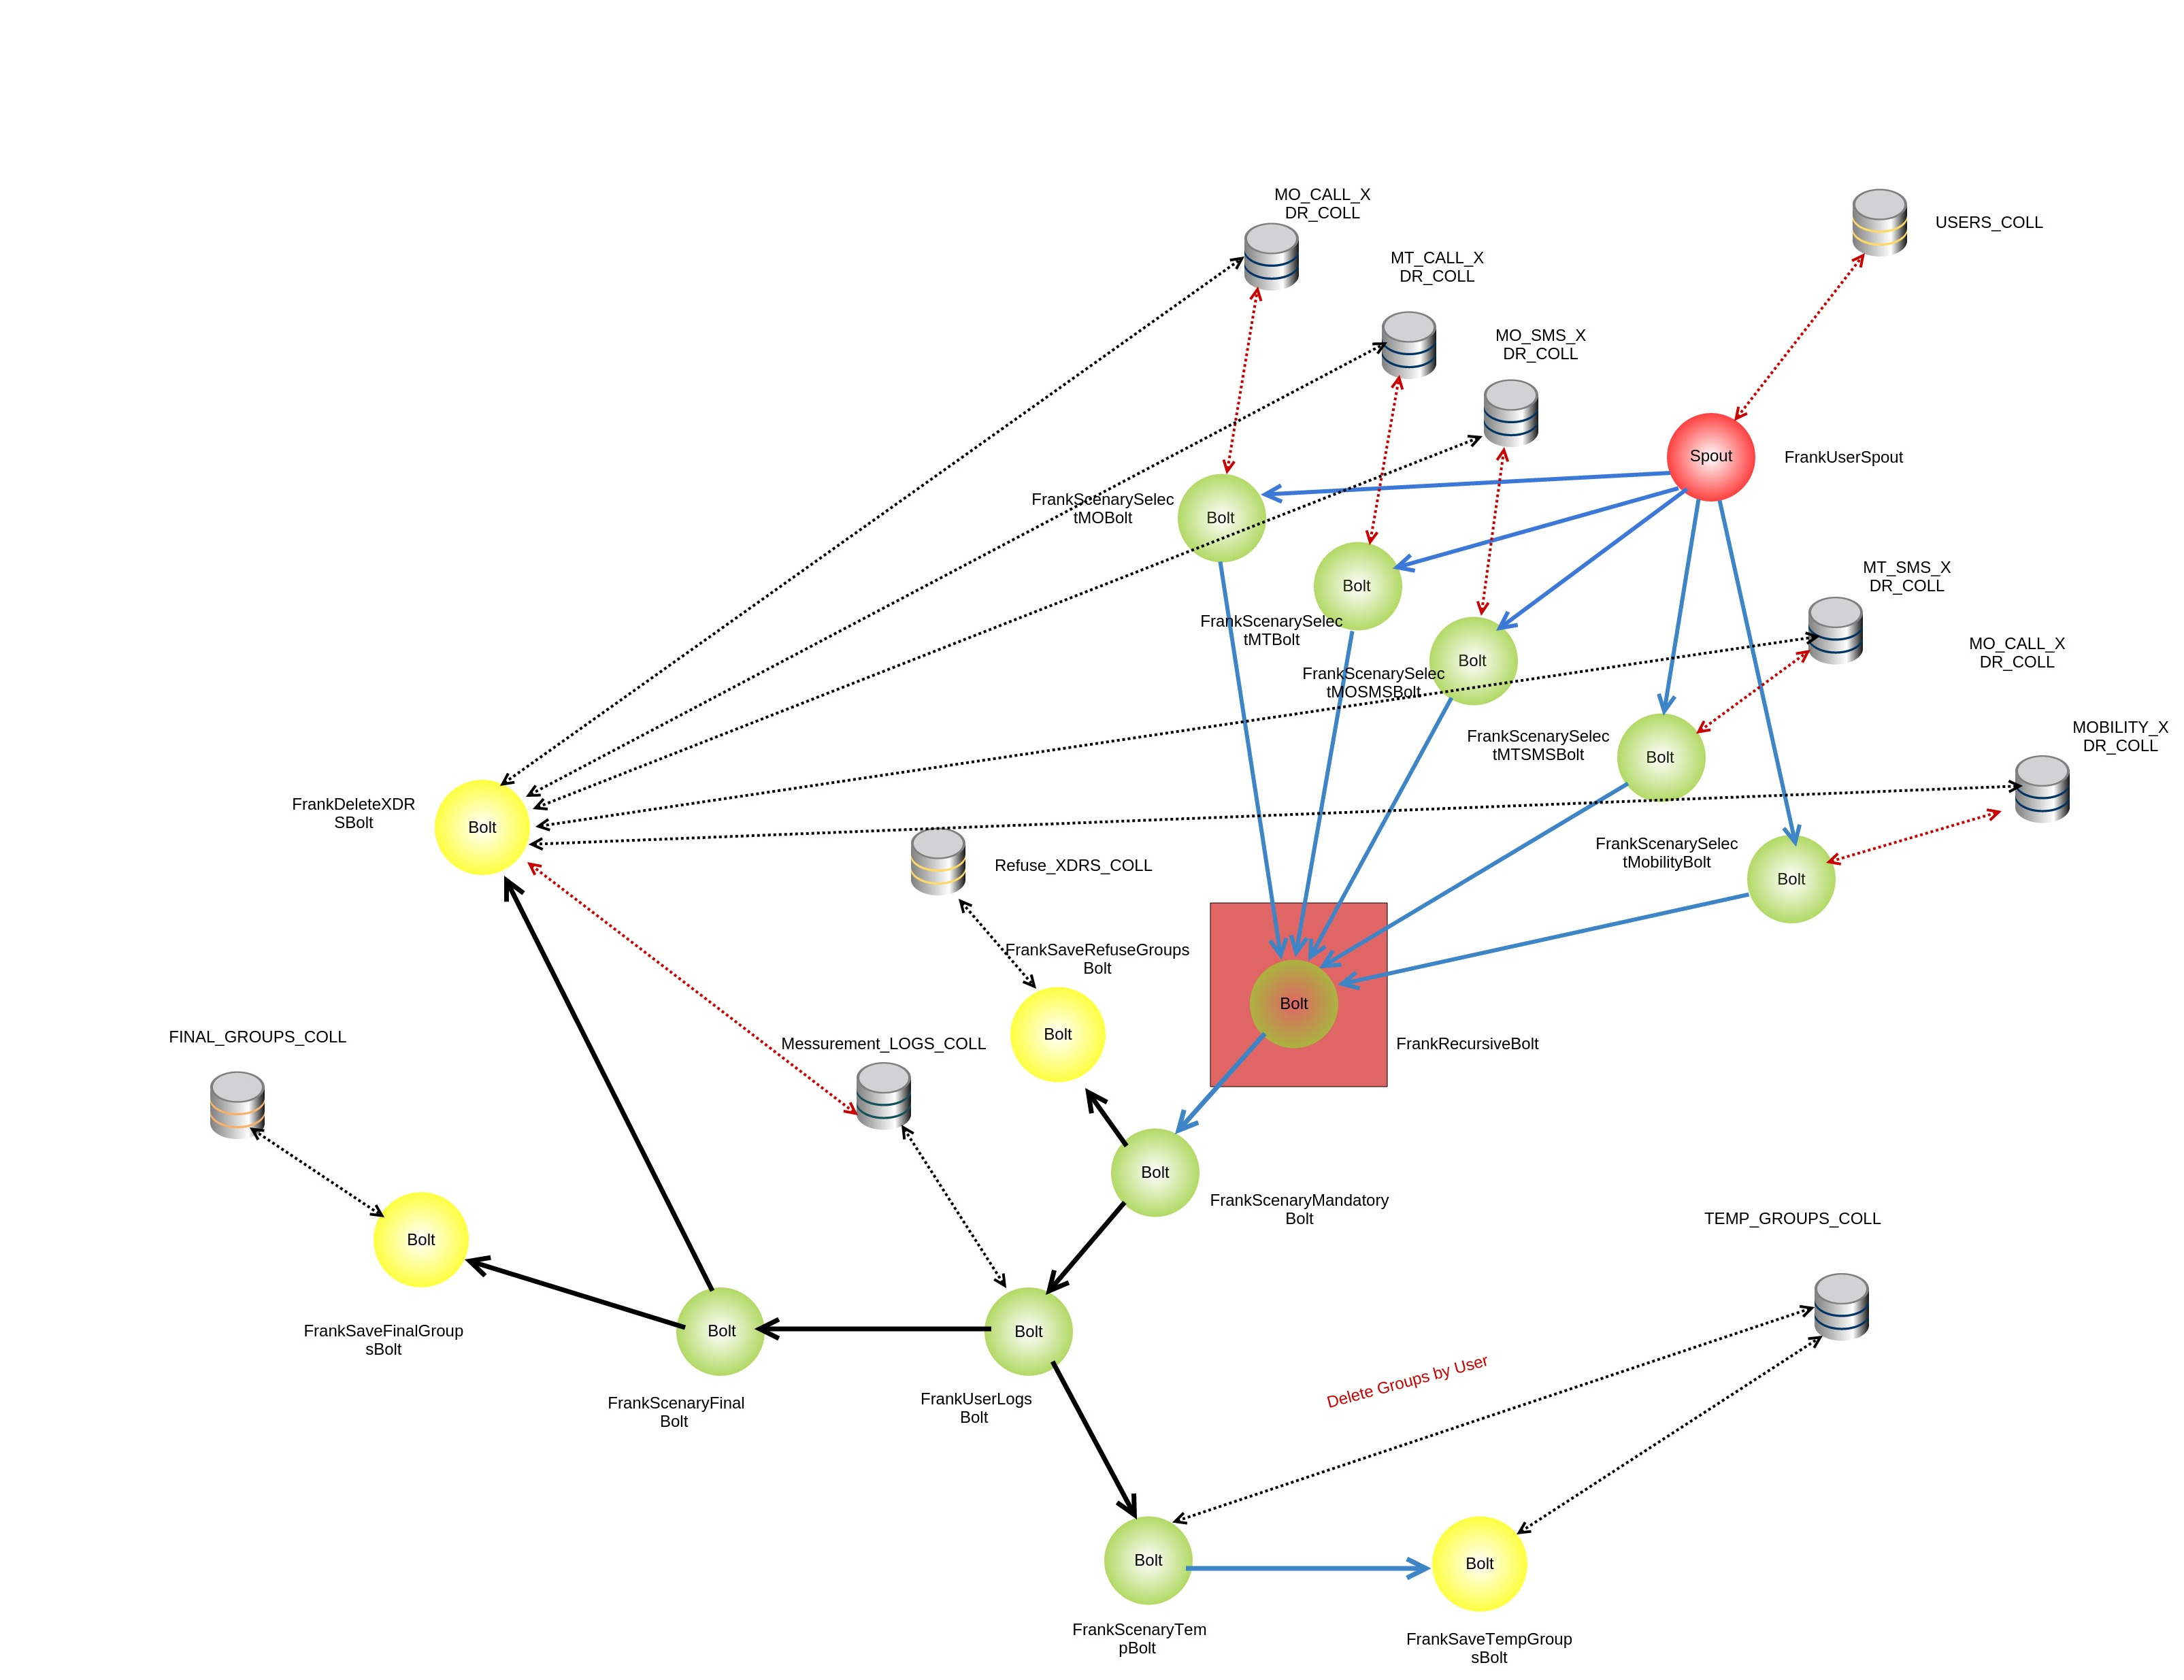 MO_CALL_X
DR_COLL
USERS_COLL
MT_CALL_X
DR_COLL
MO_SMS_X
DR_COLL
Spout
FrankUserSpout
FrankScenarySelec
tMOBolt
Bolt
MT_SMS_X
DR_COLL
Bolt
FrankScenarySelec
tMTBolt
MO_CALL_X
DR_COLL
Bolt
FrankScenarySelec
tMOSMSBolt
MOBILITY_X
DR_COLL
FrankScenarySelec
tMTSMSBolt
Bolt
FrankDeleteXDR
SBolt
Bolt
FrankScenarySelec
tMobilityBolt
Refuse_XDRS_COLL
Bolt
FrankSaveRefuseGroups
Bolt
Bolt
FINAL_GROUPS_COLL
Bolt
Messurement_LOGS_COLL
FrankRecursiveBolt
Bolt
FrankScenaryMandatory
Bolt
TEMP_GROUPS_COLL
Bolt
FrankSaveFinalGroup
sBolt
Bolt
Bolt
Delete Groups by User
FrankScenaryFinal
Bolt
FrankUserLogs
Bolt
Bolt
Bolt
FrankScenaryTem
pBolt
FrankSaveTempGroup
sBolt